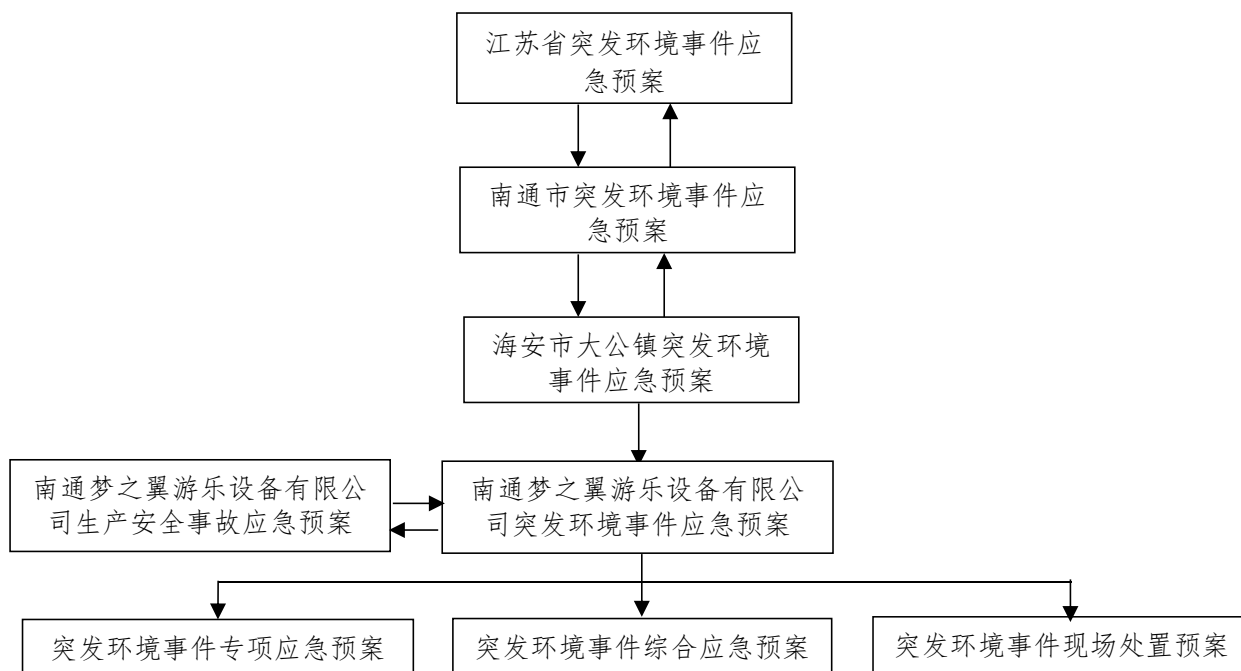 江苏省突发环境事件应
急预案
南通市突发环境事件应
急预案
海安市大公镇突发环境
事件应急预案
南通梦之翼游乐设备有限公
司生产安全事故应急预案
南通梦之翼游乐设备有限公
司突发环境事件应急预案
突发环境事件专项应急预案
突发环境事件综合应急预案
突发环境事件现场处置预案